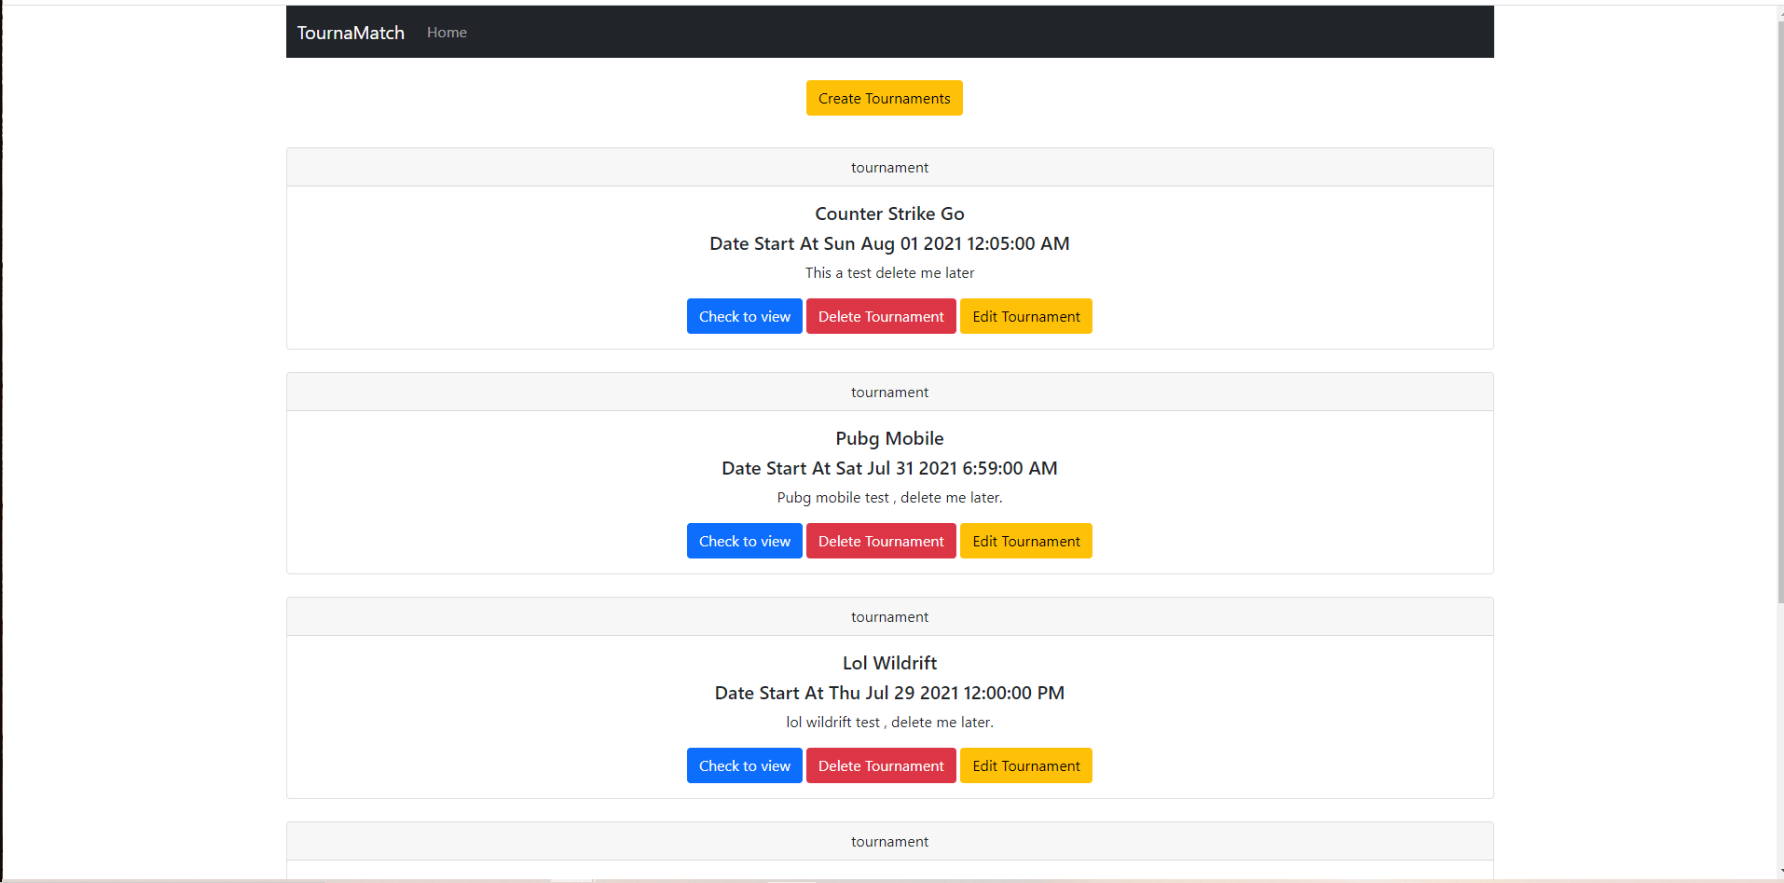 TournaMatch Home
Create Tournaments
tournament
Counter Strike Go
Date Start At Sun Aug 01 2021 12:05:00 AM
This a test delete me later
Check to view Delete Tournament Edit Tournament
tournament
Pubg Mobile
Date Start At Sat Jul 31 2021 6:59:00 AM
Pubg mobile test , delete me later.
Check to view Delete Tournament Edit Tournament
tournament
Lol Wildrift
Date Start At Thu Jul 29 2021 12:00:00 PM
lol wildrift test , delete me later.
Check to view Delete Tournament Edit Tournament
tournament